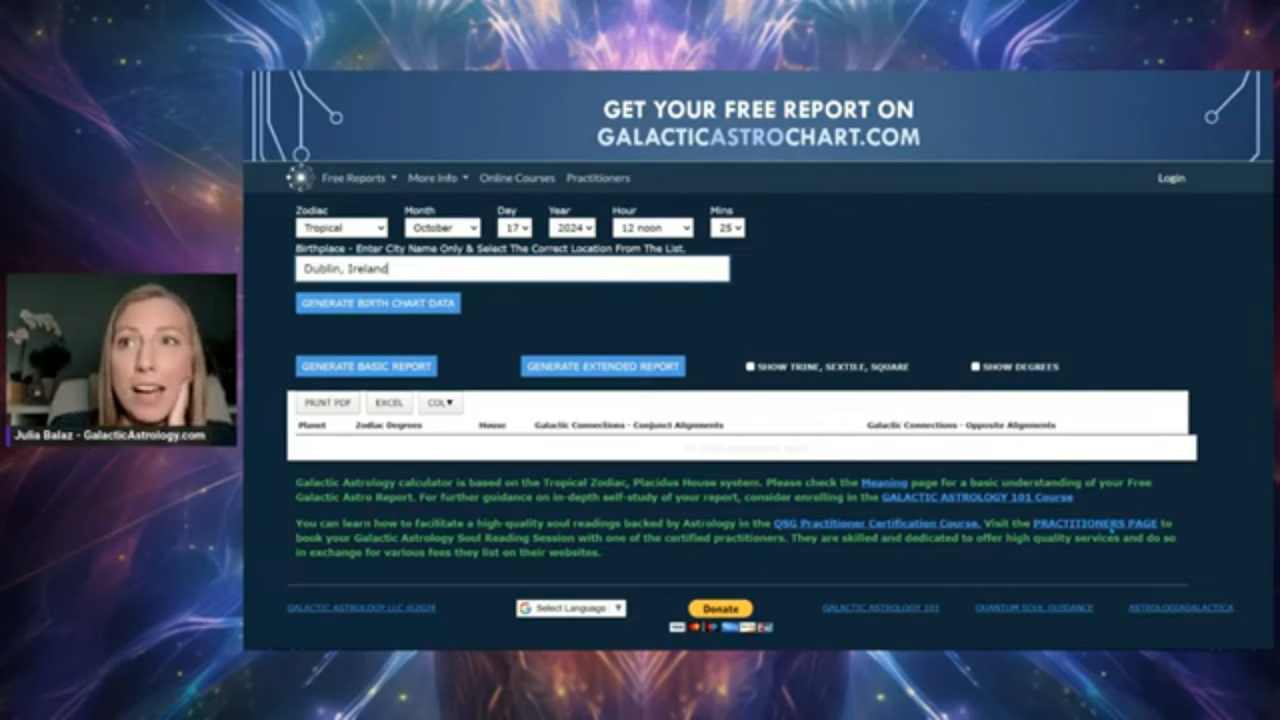 GET YOUR FREE REPORT ON
GALACTICASTROCHART.COM
Free Reports More Info Online Courses Practitioners Login
Zodiac Month Day Year Hour Mins
Tropical October 17 2024 12 noon 25
Birthplace - Enter City Name Only & Select The Correct Location From The List.
Dublin, Ireland
GENERATE BIRTH CHART DATA
GENERATE BASIC REPORT GENERATE EXTENDED REPORT SHOW TRINE, SEXTILE, SQUARE SHOW DEGREES
PRINT PDF EXCEL COL
Planet Zodiac Degrees House Galactic Connections - Conjunct Alignments Galactic Connections - Opposite Alignments
Julia Balaz - GalacticAstrology.com
Galactic Astrology calculator is based on the Tropical Zodiac, Placidos House system. Please check the Meaning page for a basic understanding of your Free
Galactic Astro Report. For further guidance on in-depth self-study of your report, consider enrolling in the GALACTIC ASTROLOGY 101 Course
You can learn how to facilitate a high-quality soul readings backed by Astrology in the QSG Practitioner Certification Course. Visit the PRACTITIONERS PAGE to
book your Galactic Astrology Soul Reading Session with one of the certified practitioners. They are skilled and dedicated to offer high quality services and do so
in exchange for various fees they list on their websites.
GALACTIC ASTROLOGY LLC ©2024 Select Language Donate GALACTIC ASTROLOGY 101 QUANTUM SOUL GUIDANCE ASTROLOGIAGALACTICA